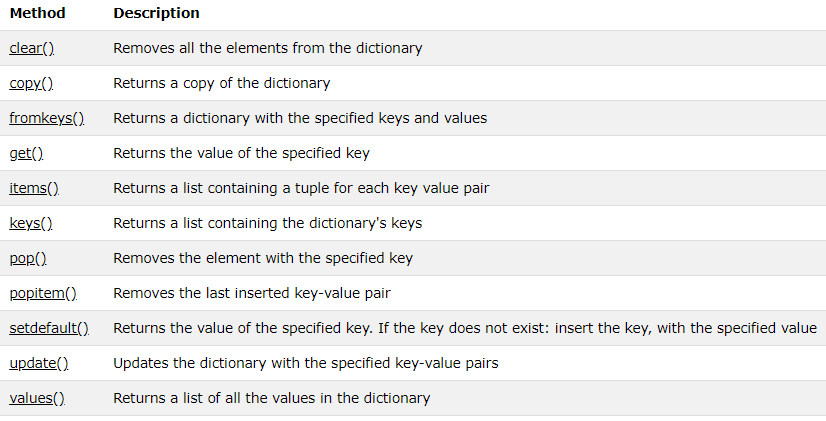 Method Description
clear() Removes all the elements from the dictionary
copy() Returns a copy of the dictionary
fromkeys() Returns a dictionary with the specified keys and values
get() Returns the value of the specified key
items() Returns a list containing a tuple for each key value pair
keys() Returns a list containing the dictionary's keys
pop() Removes the element with the specified key
popitem() Removes the last inserted key-value pair
setdefault() Returns the value of the specified key. If the key does not exist: insert the key, with the specified value
update() Updates the dictionary with the specified key-value pairs
values() Returns a list of all the values in the dictionary